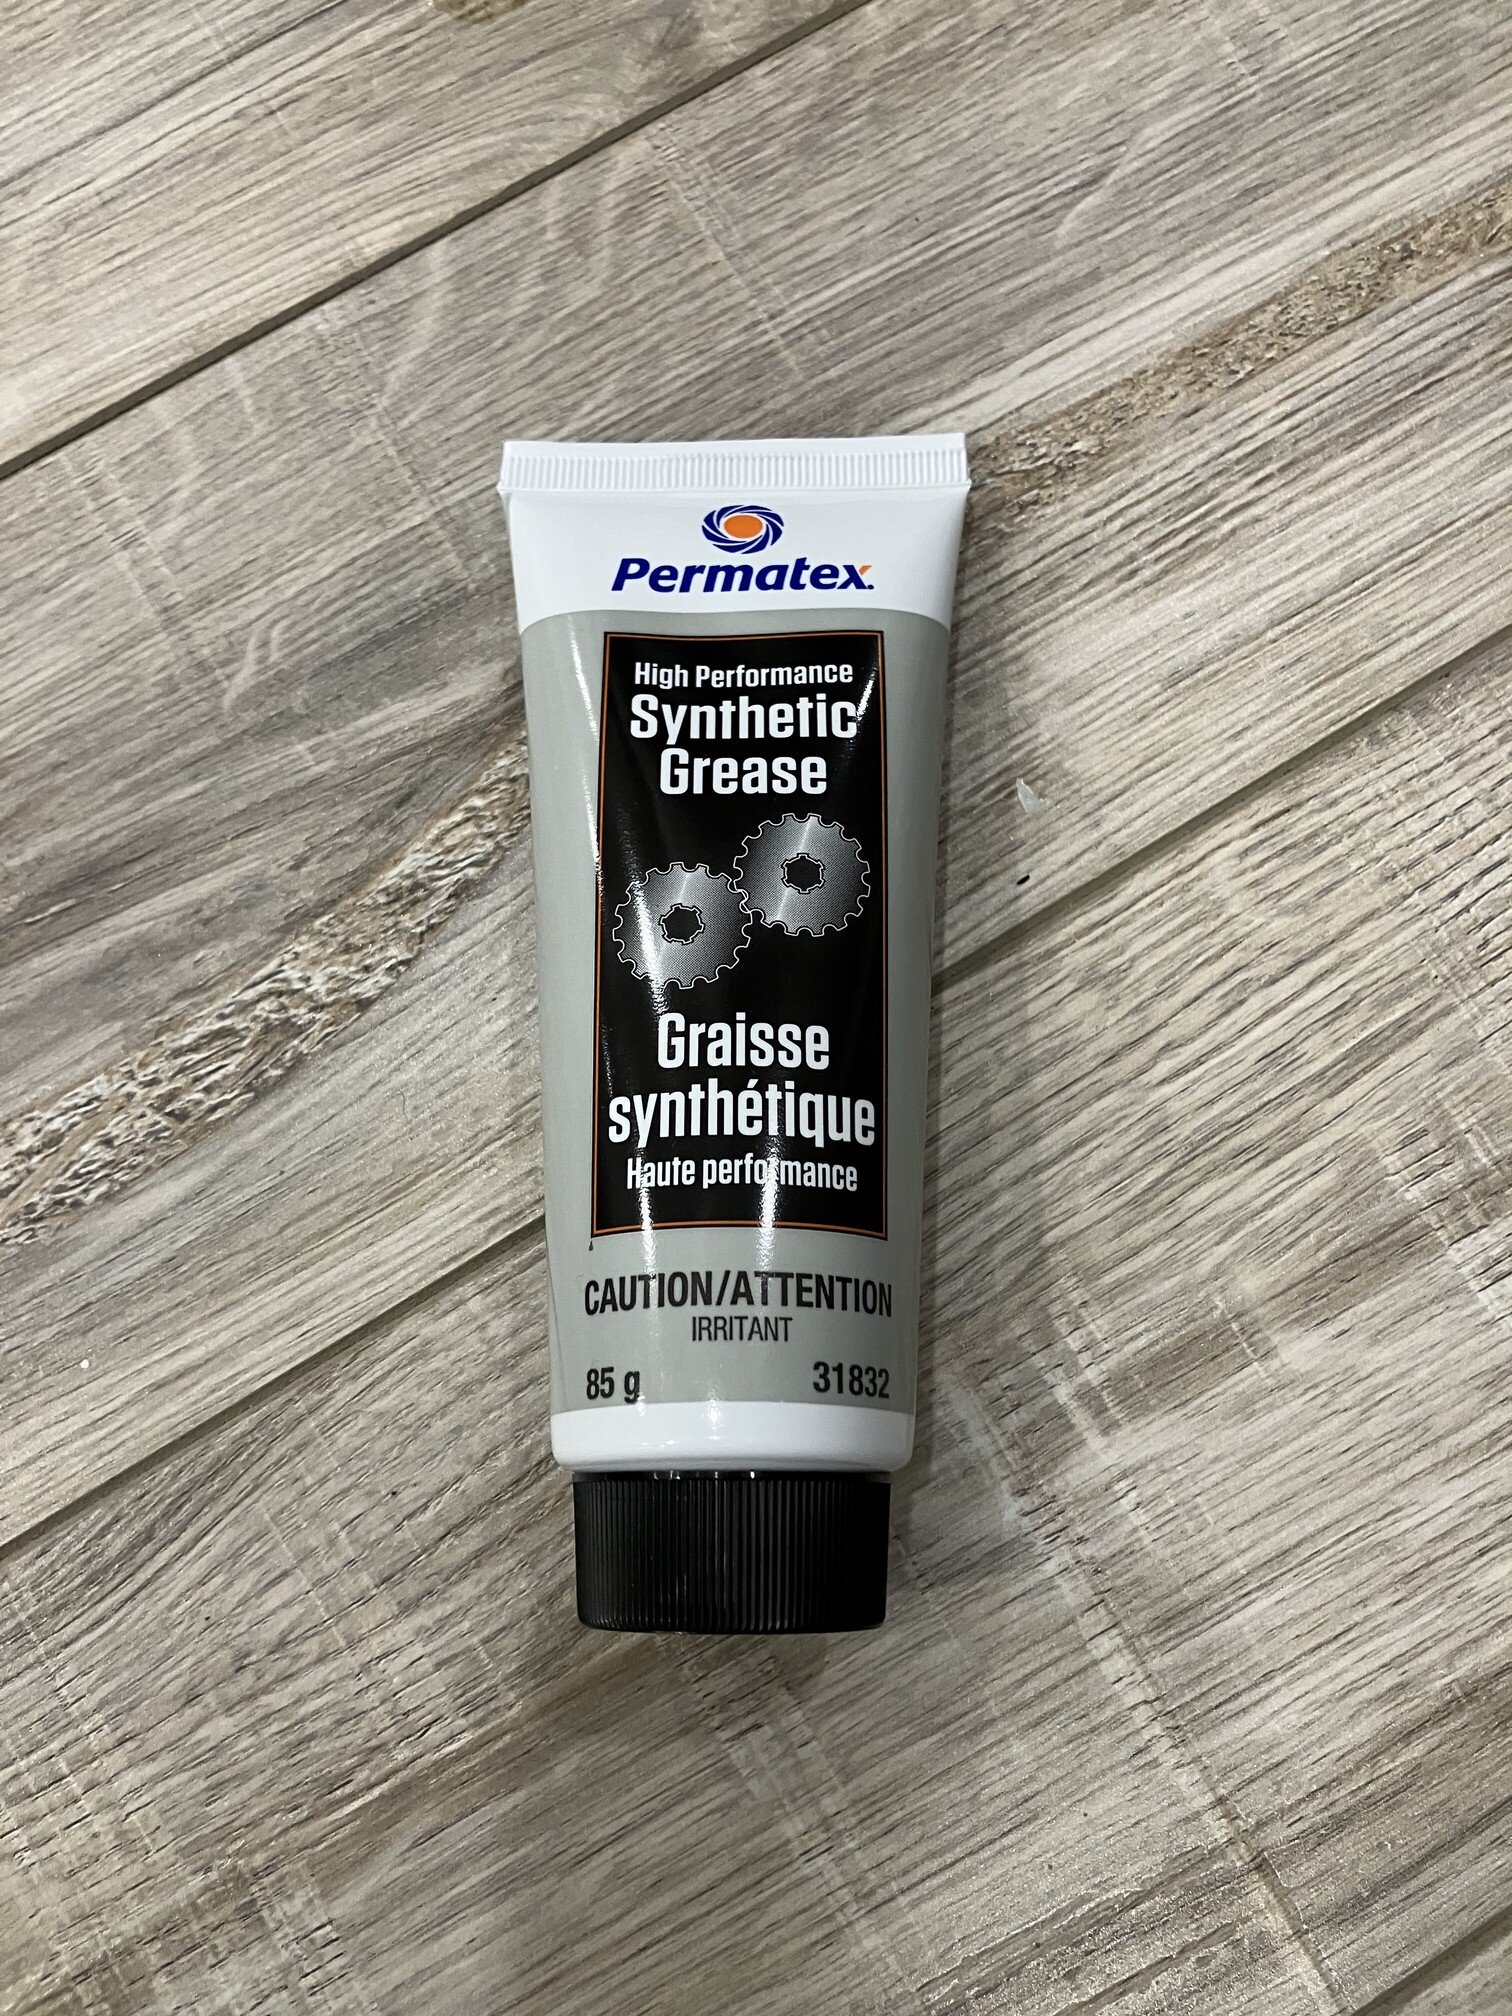 Permatex.
High Performance
Synthetic
Grease
Graisse
synthétique
Haute performance
CAUTION/ATTENTION
IRRITANT
85 g 31832